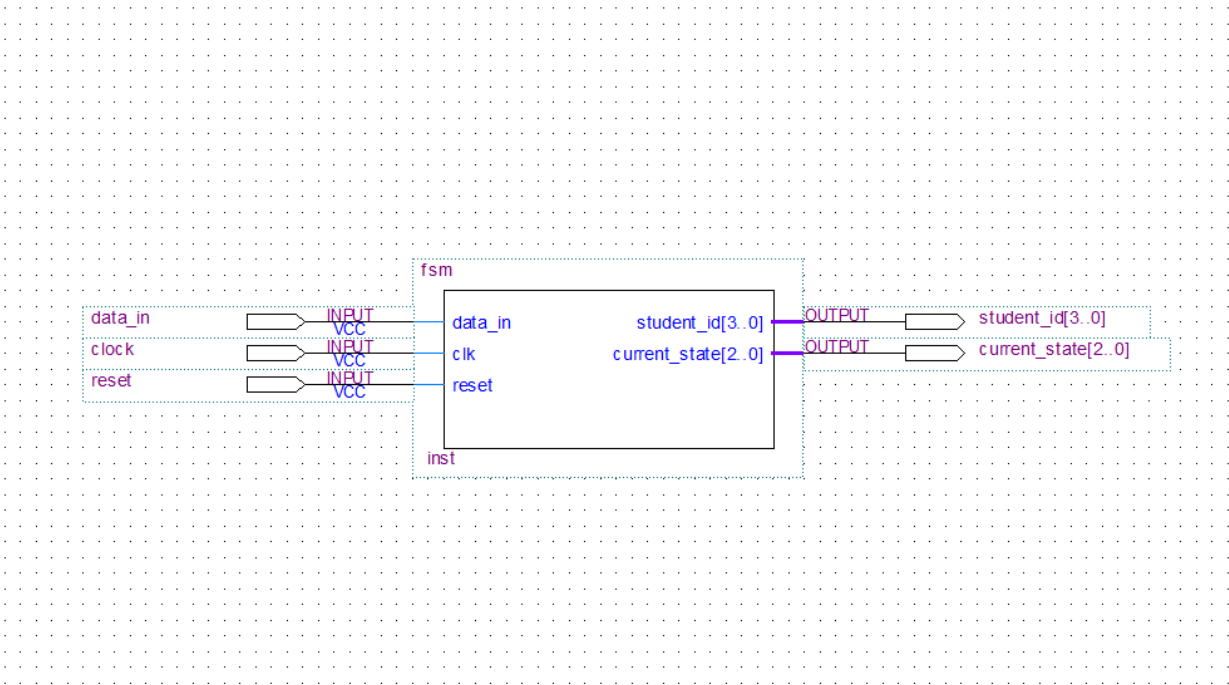 fsm
data_in INPUT VCC data_in student_id[3..0] OUTPUT student_id[3..0]
clock INPUT VCC clk current_state[2..0] OUTPUT current_state[2..0]
reset INPUT VCC reset
inst